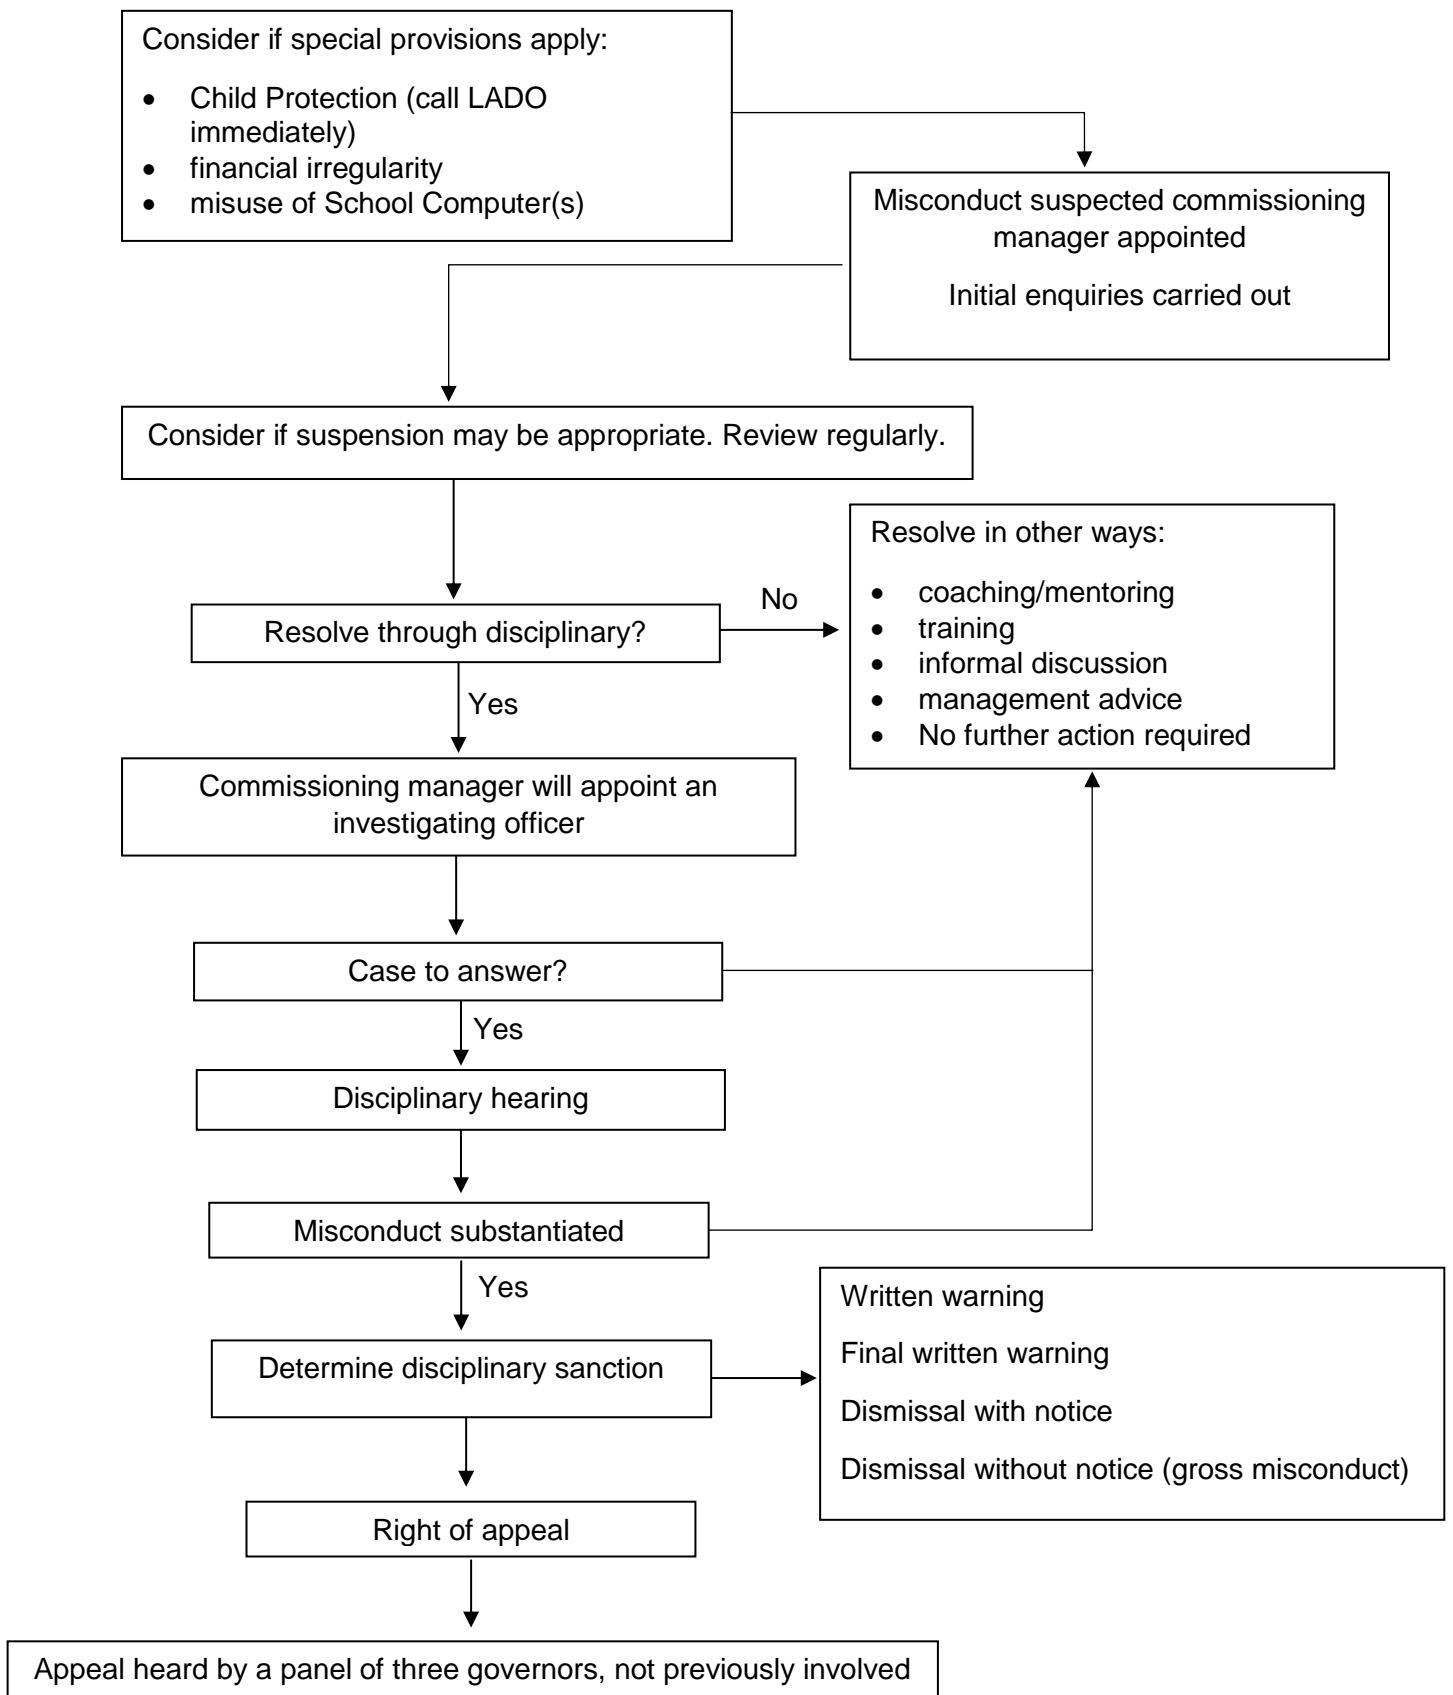 Consider if special provisions apply:
• Child Protection (call LADO
immediately)
• financial irregularity
• misuse of School Computer(s)
Misconduct suspected commissioning
manager appointed
Initial enquiries carried out
Consider if suspension may be appropriate. Review regularly.
Resolve through disciplinary?
No
Resolve in other ways:
• coaching/mentoring
• training
• informal discussion
• management advice
• No further action required
Yes
Commissioning manager will appoint an
investigating officer
Case to answer?
Yes
Disciplinary hearing
Misconduct substantiated
Yes
Determine disciplinary sanction
Written warning
Final written warning
Dismissal with notice
Dismissal without notice (gross misconduct)
Right of appeal
Appeal heard by a panel of three governors, not previously involved